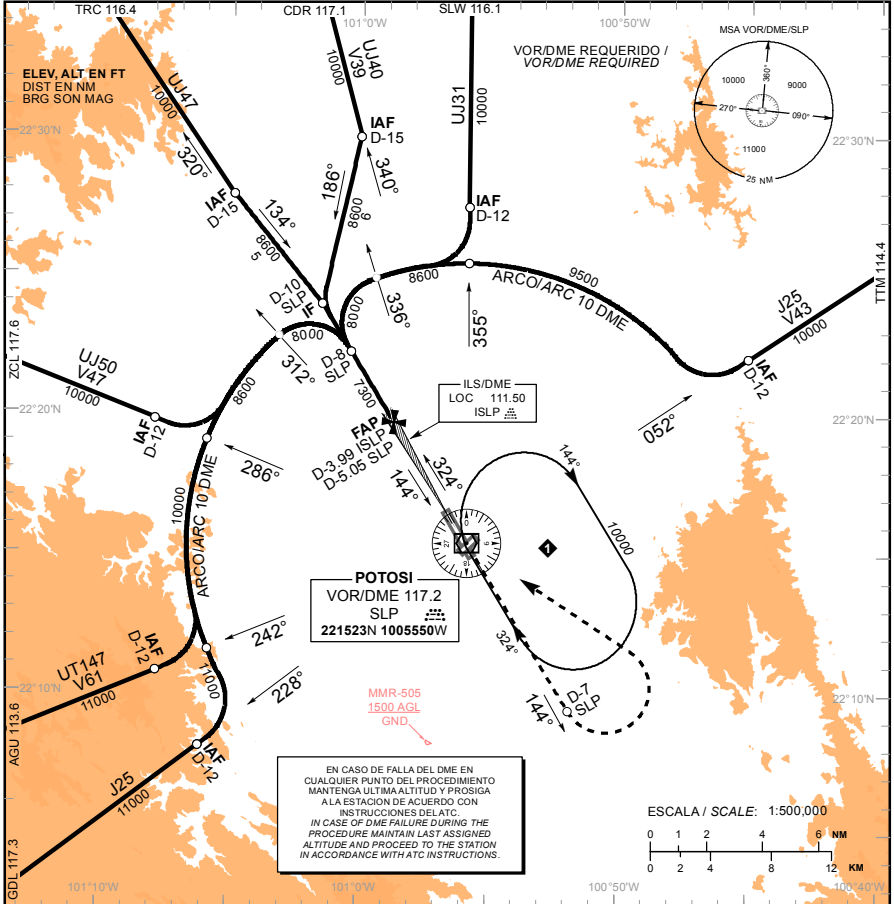 TRC 116.4
CDR 117.1
101°0'W
SLW 116.1
100°50'W
ELEV, ALT EN FT
DIST EN NM
BRG SON MAG
VOR/DME REQUERIDO /
VOR/DME REQUIRED
MSA VOR/DME/SLP
10000
9000
11000
360°
270°
090°
25 NM
22°30'N
22°30'N
UJ47
10000
320°
IAF
D-15
134°
8600
5
UJ40
V39
10000
IAF
D-15
340°
186°
8600
6
UJ31
10000
IAF
D-12
D-10
SLP
IF
8000
336°
8600
355°
ARCO/ARC 10 DME
9500
TTM 114.4
J25
V43
10000
IAF
D-12
052°
ZCL 117.6
UJ50
V47
10000
IAF
D-12
8600
8000
312°
D-8
SLP
7300
22°20'N
22°20'N
ILS/DME
LOC 111.50
ISLP
FAP
D-3.99 ISLP
D-5.05 SLP
144°
324°
286°
10000
ARCO/ARC 10 DME
144°
10000
1
324°
0
9
18
27
POTOSI
VOR/DME 117.2
SLP
221523N 1005550W
242°
IAF
D-12
UT147
V61
11000
11000
228°
AGU 113.6
D-7
SLP
144°
22°10'N
22°10'N
MMR-505
1500 AGL
GND
IAF
D-12
J25
11000
GDL 117.3
EN CASO DE FALLA DEL DME EN
CUALQUIER PUNTO DEL PROCEDIMIENTO
MANTENGA ULTIMA ALTITUD Y PROSIGA
A LA ESTACION DE ACUERDO CON
INSTRUCCIONES DEL ATC.
IN CASE OF DME FAILURE DURING THE
PROCEDURE MAINTAIN LAST ASSIGNED
ALTITUDE AND PROCEED TO THE STATION
IN ACCORDANCE WITH ATC INSTRUCTIONS.
ESCALA / SCALE: 1:500,000
0 1 2 4 6 NM
0 2 4 8 12 KM
101°10'W
101°0'W
100°50'W
100°40'W